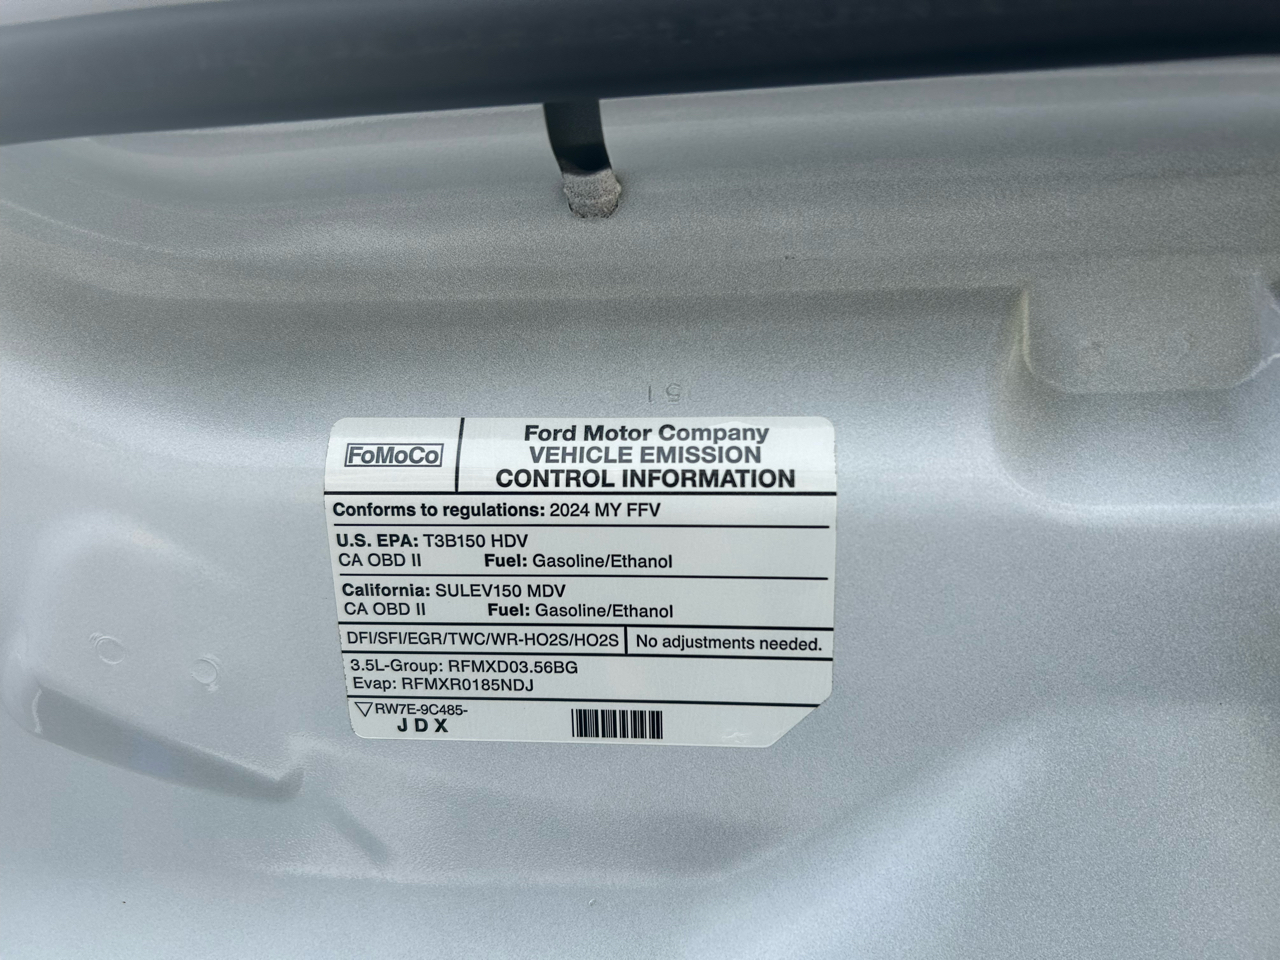 51
FoMoCo
Ford Motor Company
VEHICLE EMISSION
CONTROL INFORMATION
Conforms to regulations: 2024 MY FFV
U.S. EPA: T3B150 HDV
CA OBD II Fuel: Gasoline/Ethanol
California: SULEV150 MDV
CA OBD II Fuel: Gasoline/Ethanol
DFI/SFI/EGR/TWC/WR-HO2S/HO2S No adjustments needed.
3.5L-Group: RFMXD03.56BG
Evap: RFMXR0185NDJ
RW7E-9C485-
JDX